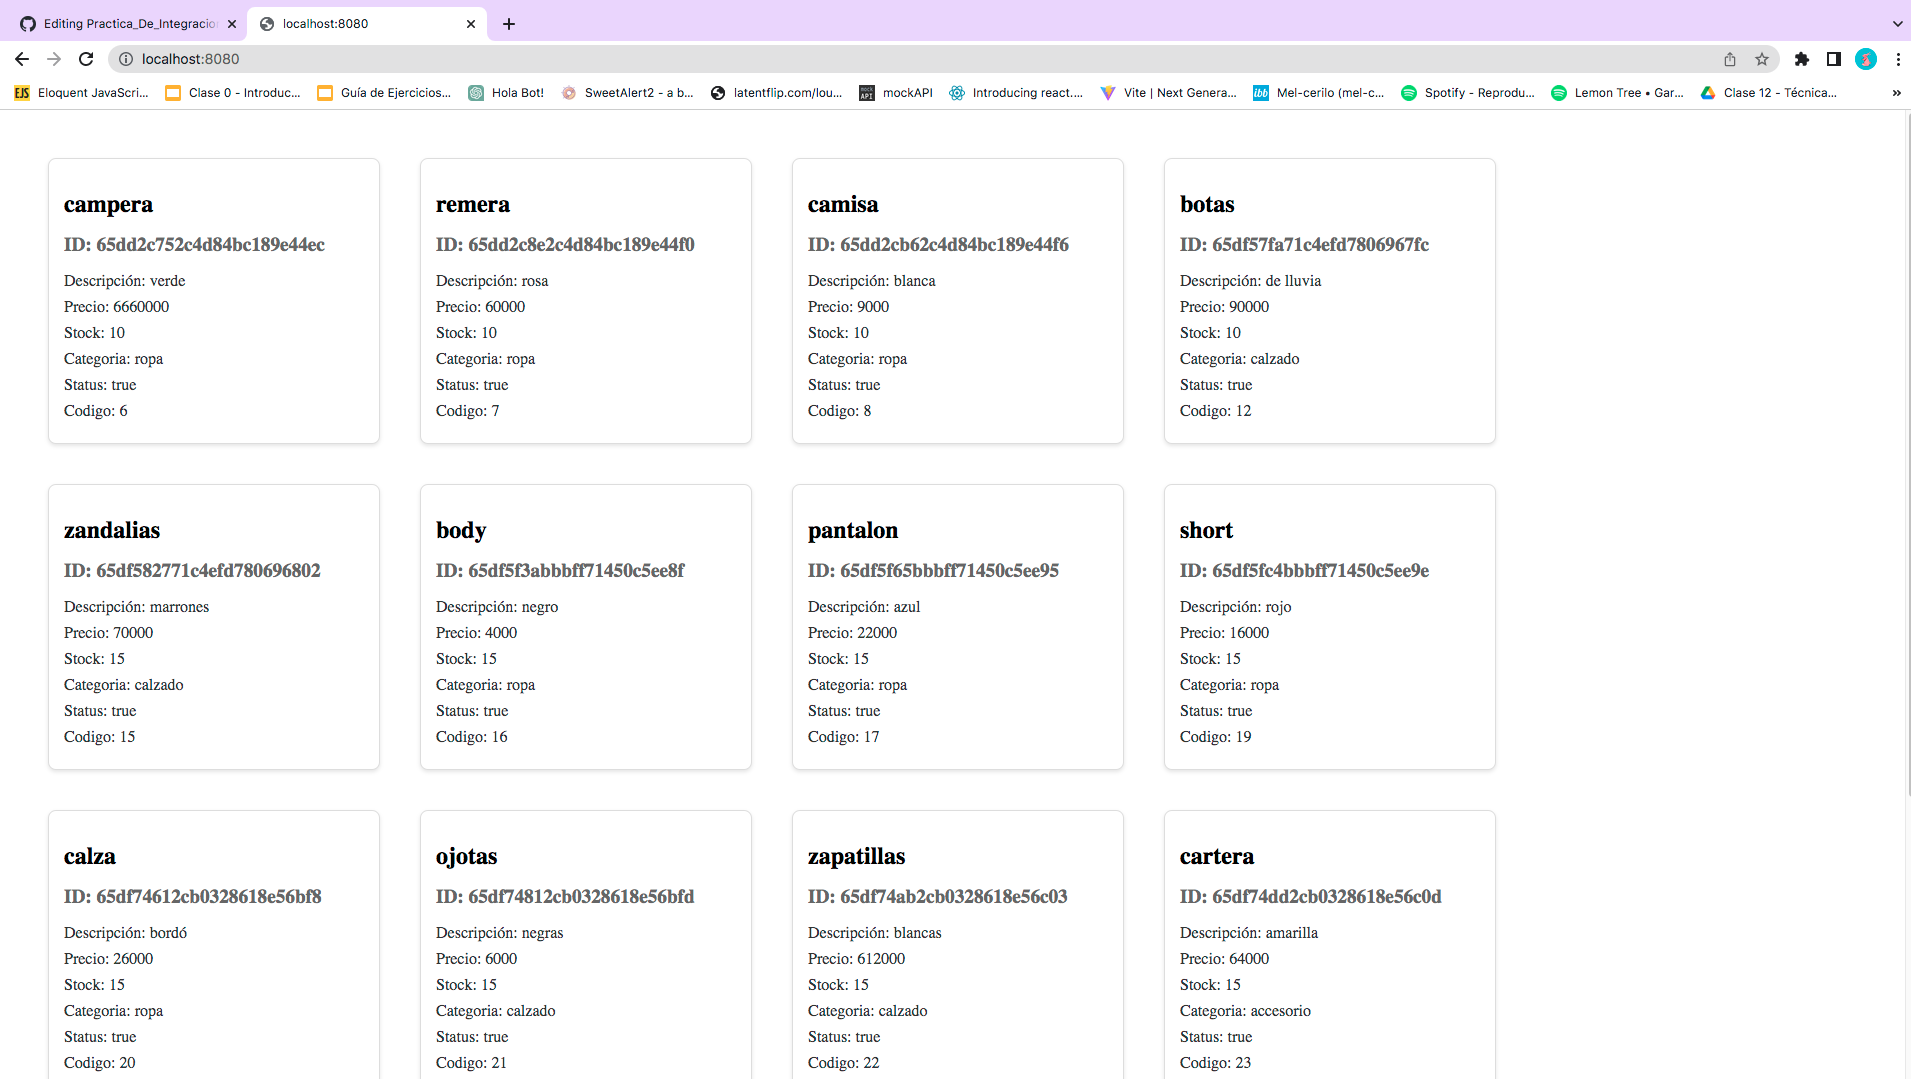 Editing Practica_De_Integracio
localhost:8080
localhost:8080
EJS Eloquent JavaScri...
Clase 0 - Introduc...
Guía de Ejercicios...
Hola Bot!
SweetAlert2 - a b...
latentflip.com/lou...
mock API mockAPI
Introducing react....
Vite | Next Genera...
ibb Mel-cerilo (mel-c...
Spotify - Reprodu...
Lemon Tree • Gar...
Clase 12 - Técnica...
campera
ID: 65dd2c752c4d84bc189e44ec
Descripción: verde
Precio: 6660000
Stock: 10
Categoria: ropa
Status: true
Codigo: 6
remera
ID: 65dd2c8e2c4d84bc189e44f0
Descripción: rosa
Precio: 60000
Stock: 10
Categoria: ropa
Status: true
Codigo: 7
camisa
ID: 65dd2cb62c4d84bc189e44f6
Descripción: blanca
Precio: 9000
Stock: 10
Categoria: ropa
Status: true
Codigo: 8
botas
ID: 65df57fa71c4efd7806967fc
Descripción: de lluvia
Precio: 90000
Stock: 10
Categoria: calzado
Status: true
Codigo: 12
zandalias
ID: 65df582771c4efd780696802
Descripción: marrones
Precio: 70000
Stock: 15
Categoria: calzado
Status: true
Codigo: 15
body
ID: 65df5f3abbbff71450c5ee8f
Descripción: negro
Precio: 4000
Stock: 15
Categoria: ropa
Status: true
Codigo: 16
pantalon
ID: 65df5f65bbbff71450c5ee95
Descripción: azul
Precio: 22000
Stock: 15
Categoria: ropa
Status: true
Codigo: 17
short
ID: 65df5fc4bbbff71450c5ee9e
Descripción: rojo
Precio: 16000
Stock: 15
Categoria: ropa
Status: true
Codigo: 19
calza
ID: 65df74612cb0328618e56bf8
Descripción: bordó
Precio: 26000
Stock: 15
Categoria: ropa
Status: true
Codigo: 20
ojotas
ID: 65df74812cb0328618e56bfd
Descripción: negras
Precio: 6000
Stock: 15
Categoria: calzado
Status: true
Codigo: 21
zapatillas
ID: 65df74ab2cb0328618e56c03
Descripción: blancas
Precio: 612000
Stock: 15
Categoria: calzado
Status: true
Codigo: 22
cartera
ID: 65df74dd2cb0328618e56c0d
Descripción: amarilla
Precio: 64000
Stock: 15
Categoria: accesorio
Status: true
Codigo: 23